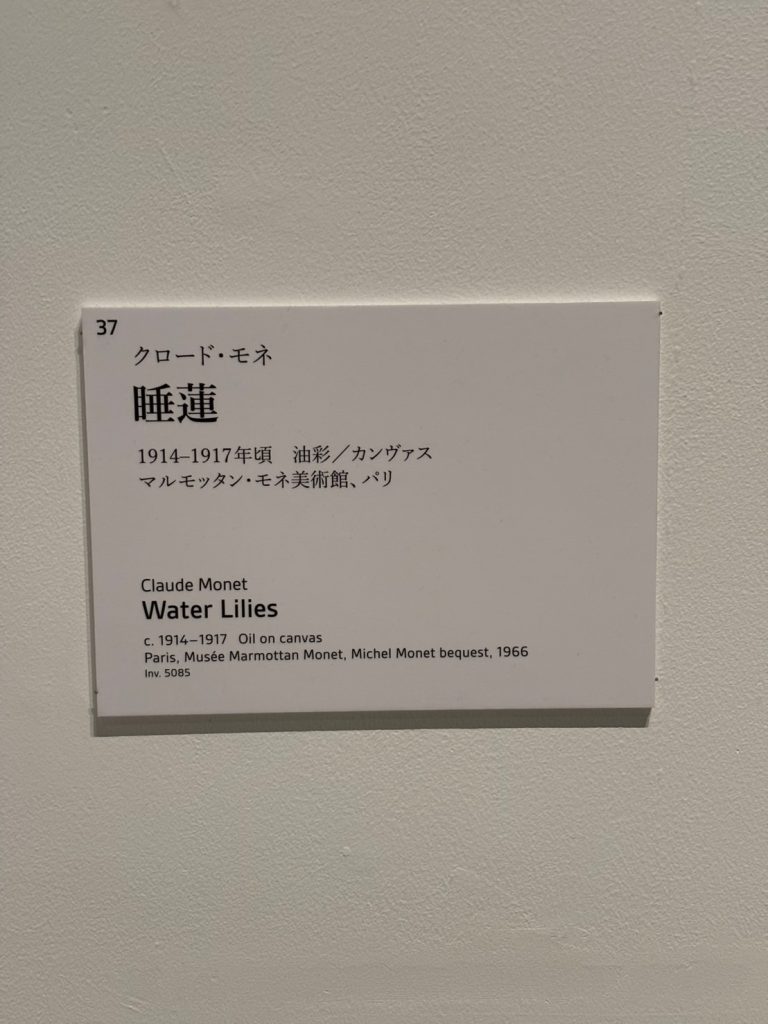 37
クロード・モネ
睡蓮
1914–1917年頃　油彩／カンヴァス
マルモッタン・モネ美術館、パリ
Claude Monet
Water Lilies
c. 1914–1917   Oil on canvas
Paris, Musée Marmottan Monet, Michel Monet bequest, 1966
Inv. 5085